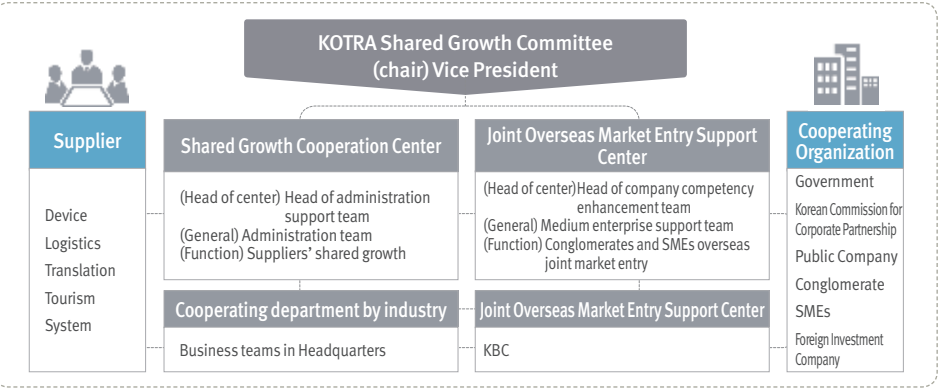 KOTRA Shared Growth Committee
(chair) Vice President
Supplier
Device
Logistics
Translation
Tourism
System
Shared Growth Cooperation Center
(Head of center) Head of administration
support team
(General) Administration team
(Function) Suppliers' shared growth
Joint Overseas Market Entry Support
Center
(Head of center)Head of company competency
enhancement team
(General) Medium enterprise support team
(Function) Conglomerates and SMEs overseas
joint market entry
Cooperating department by industry
Business teams in Headquarters
Joint Overseas Market Entry Support Center
KBC
Cooperating
Organization
Government
Korean Commission for
Corporate Partnership
Public Company
Conglomerate
SMEs
Foreign Investment
Company